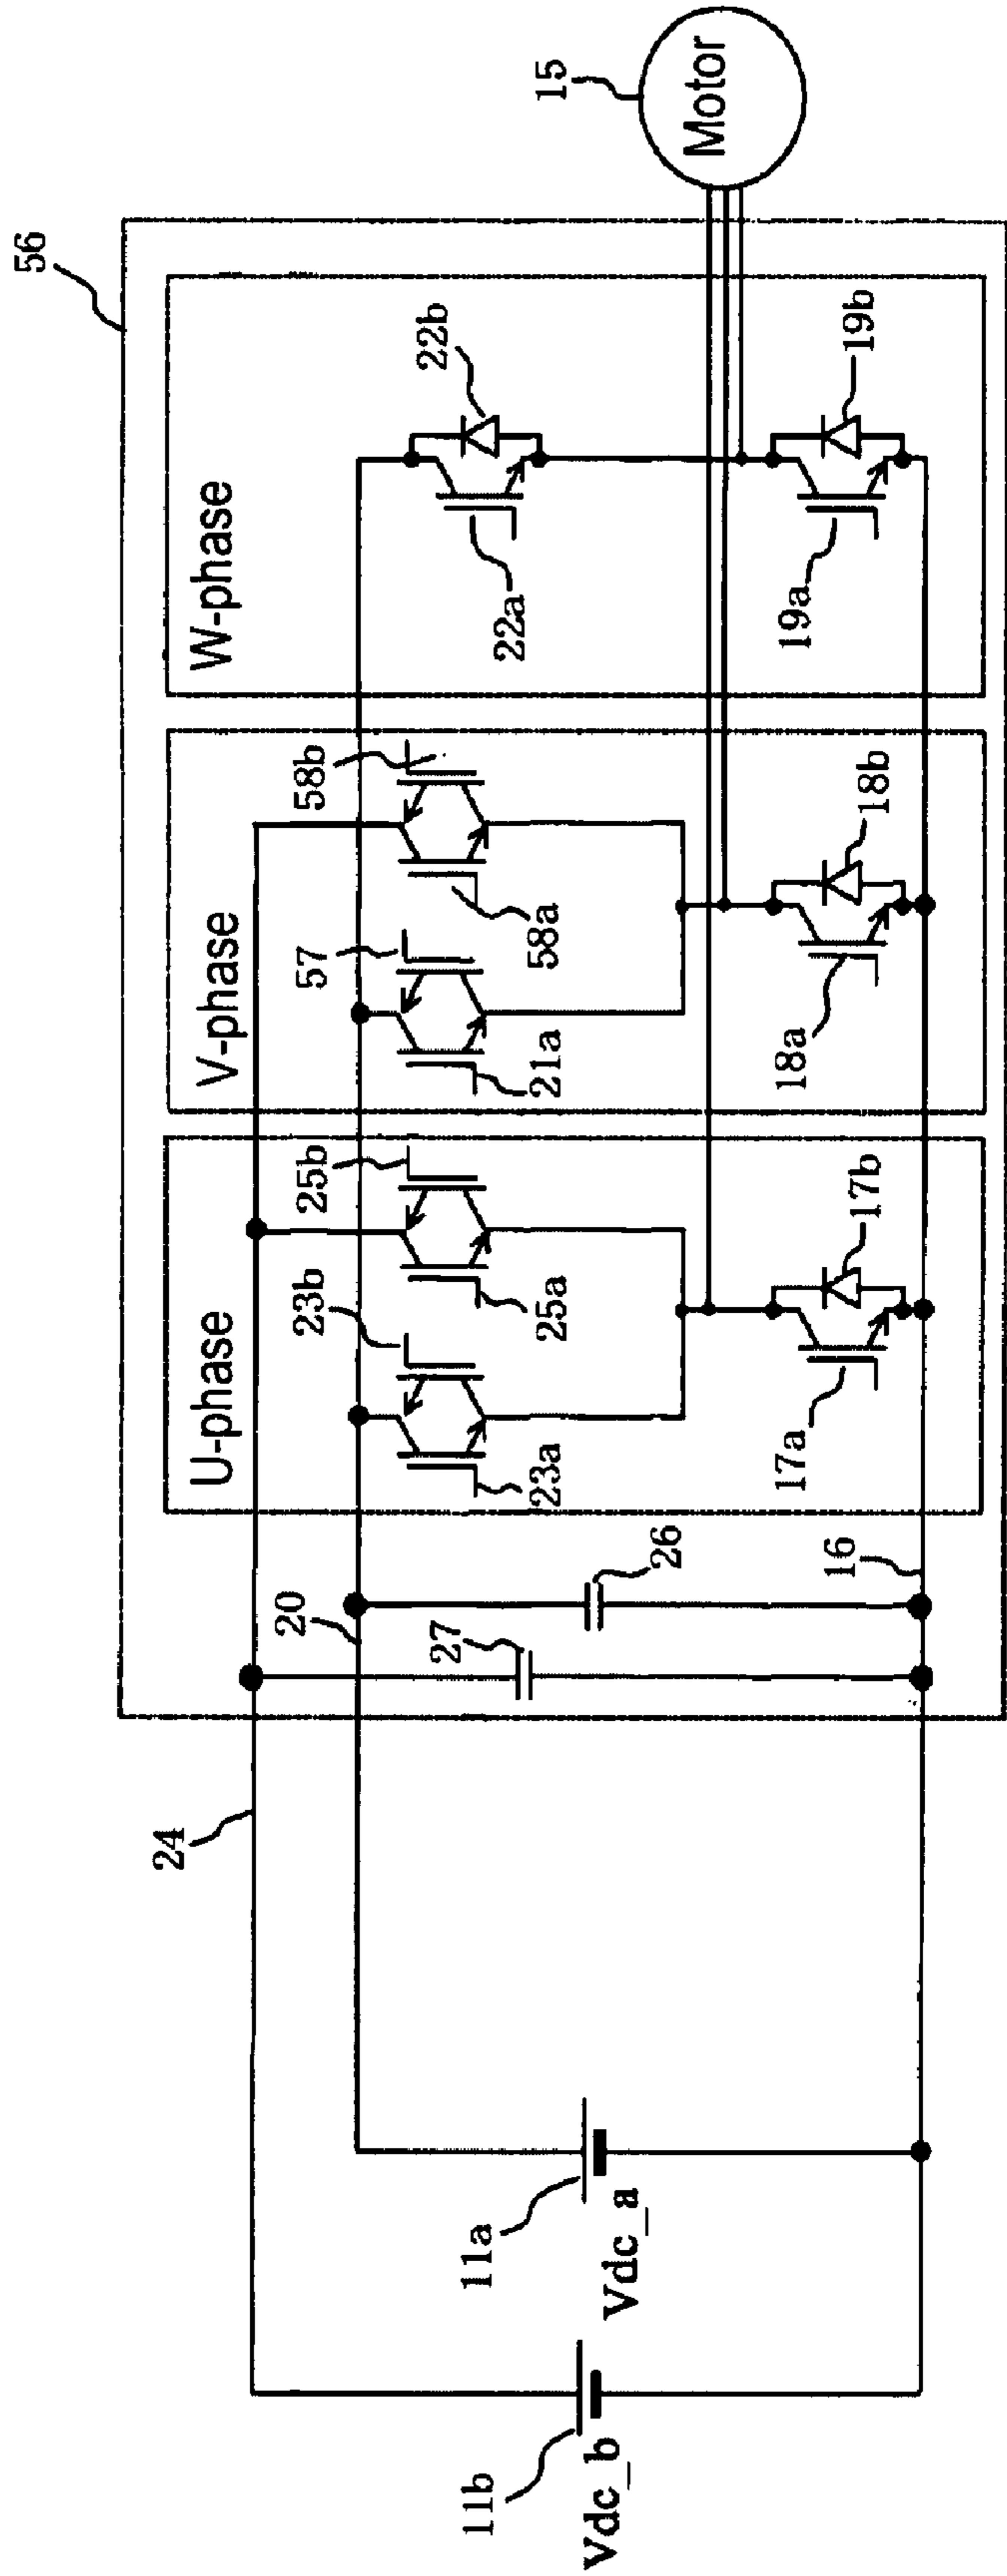 56
15
Motor
U-phase
V-phase
W-phase
23b
25b
57
58b
22b
23a
25a
21a
58a
22a
17a
17b
18a
18b
19a
19b
24
20
27
26
16
11a
Vdc_a
11b
Vdc_b